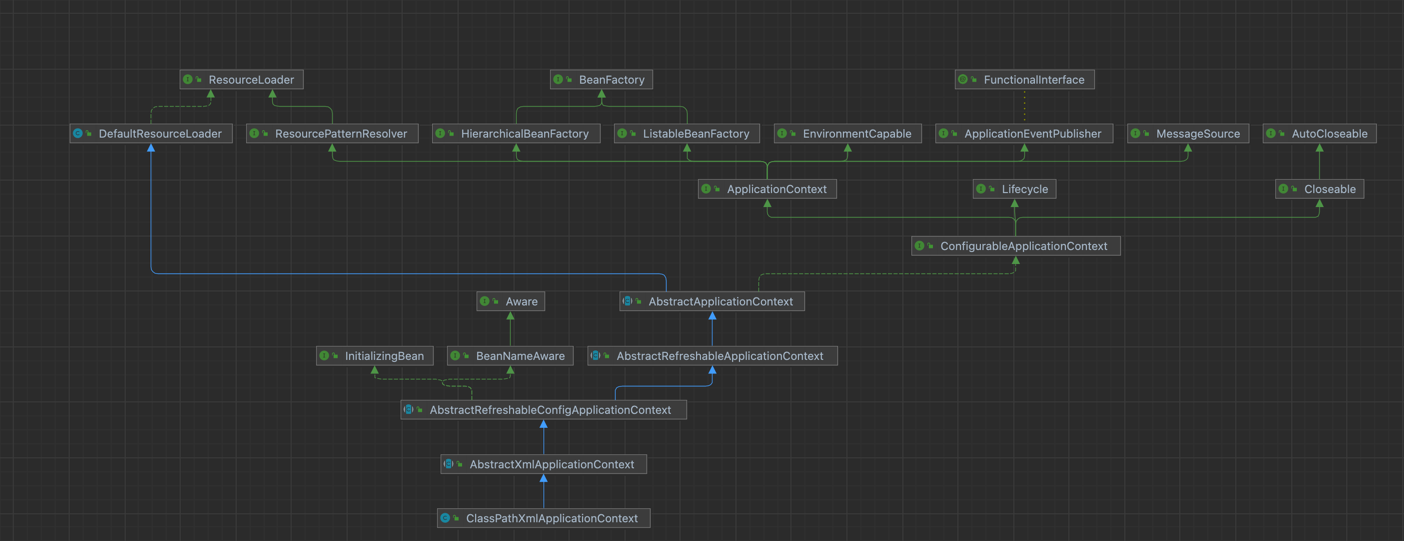 ResourceLoader
BeanFactory
FunctionalInterface
DefaultResourceLoader
ResourcePatternResolver
HierarchicalBeanFactory
ListableBeanFactory
EnvironmentCapable
ApplicationEventPublisher
MessageSource
AutoCloseable
ApplicationContext
Lifecycle
Closeable
ConfigurableApplicationContext
Aware
AbstractApplicationContext
InitializingBean
BeanNameAware
AbstractRefreshableApplicationContext
AbstractRefreshableConfigApplicationContext
AbstractXmlApplicationContext
ClassPathXmlApplicationContext